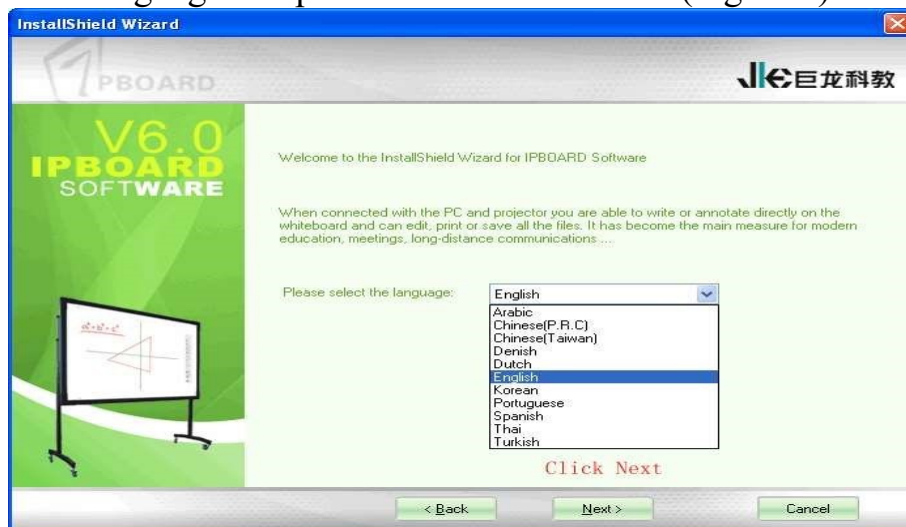 InstallShield Wizard
IPBOARD
JLC巨龙科教
V6.0
IPBOARD
SOFTWARE
Welcome to the InstallShield Wizard for IPBOARD Software
When connected with the PC and projector you are able to write or annotate directly on the
whiteboard and can edit, print or save all the files. It has become the main measure for modern
education, meetings, long-distance communications ...
Please select the language:
English
Arabic
Chinese(P.R.C)
Chinese(Taiwan)
Denish
Dutch
English
Korean
Portuguese
Spanish
Thai
Turkish
Click Next
< Back
Next >
Cancel